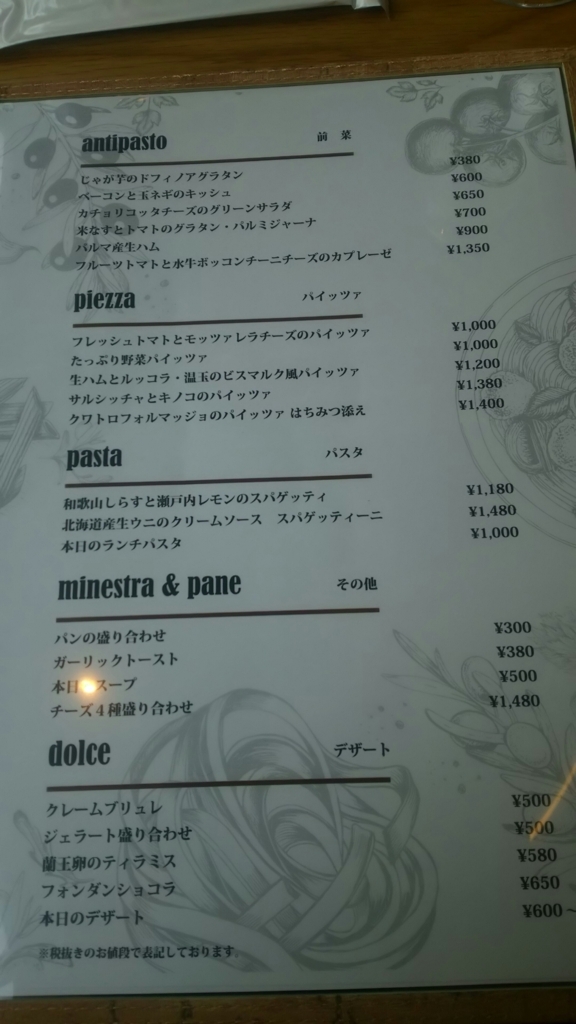 antipasto 前菜
じゃが芋のドフィノアグラタン ¥380
ベーコンと玉ネギのキッシュ ¥600
カチョリコッタチーズのグリーンサラダ ¥650
米なすとトマトのグラタン・パルミジャーナ ¥700
パルマ産生ハム ¥900
フルーツトマトと水牛ボッコンチーニチーズのカプレーゼ ¥1,350
piezza パイッツァ
フレッシュトマトとモッツァレラチーズのパイッツァ ¥1,000
たっぷり野菜パイッツァ ¥1,000
生ハムとルッコラ・温玉のビスマルク風パイッツァ ¥1,200
サルシッチャとキノコのパイッツァ ¥1,380
クワトロフォルマッジョのパイッツァ はちみつ添え ¥1,400
pasta パスタ
和歌山しらすと瀬戸内レモンのスパゲッティ ¥1,180
北海道産生ウニのクリームソース スパゲッティーニ ¥1,480
本日のランチパスタ ¥1,000
minestra & pane その他
パンの盛り合わせ ¥300
ガーリックトースト ¥380
本日のスープ ¥500
チーズ4種盛り合わせ ¥1,480
dolce デザート
クレームブリュレ ¥500
ジェラート盛り合わせ ¥500
蘭王卵のティラミス ¥580
フォンダンショコラ ¥650
本日のデザート ¥600~
※税抜きのお値段で表記しております。